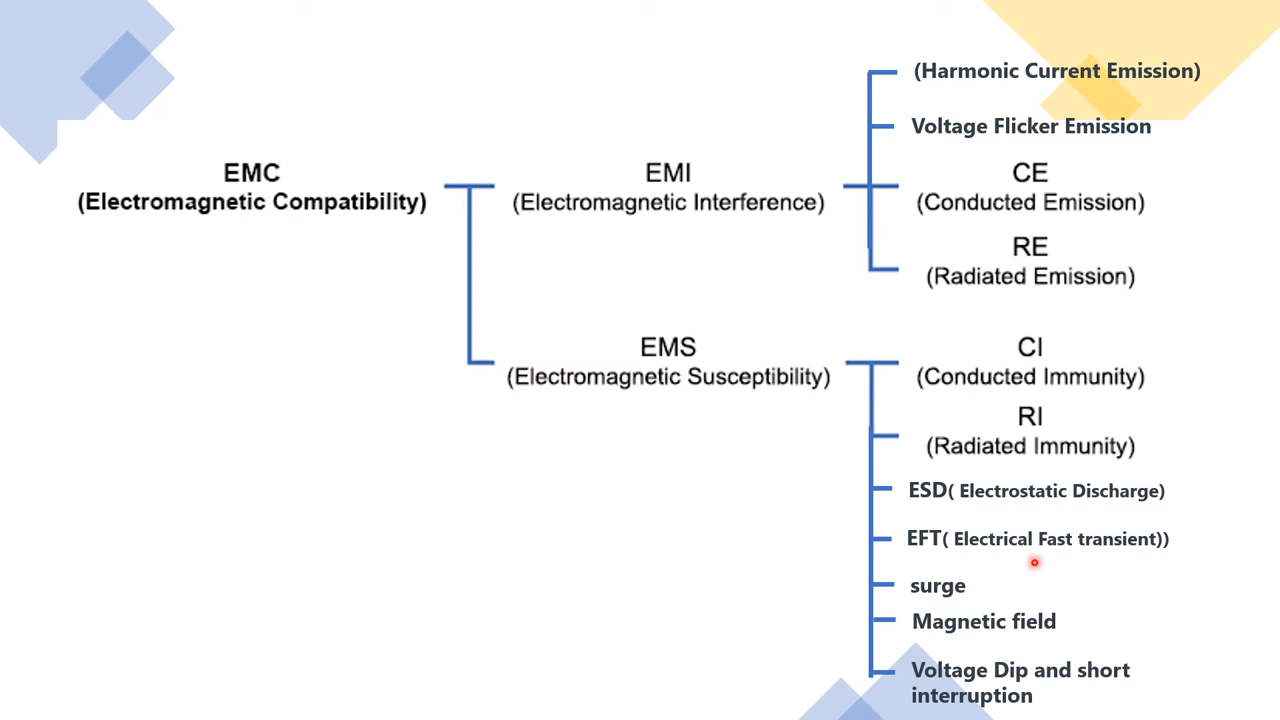 (Harmonic Current Emission)
Voltage Flicker Emission
EMC
(Electromagnetic Compatibility)
EMI
(Electromagnetic Interference)
CE
(Conducted Emission)
RE
(Radiated Emission)
EMS
(Electromagnetic Susceptibility)
CI
(Conducted Immunity)
RI
(Radiated Immunity)
ESD( Electrostatic Discharge)
EFT( Electrical Fast transient))
surge
Magnetic field
Voltage Dip and short
interruption